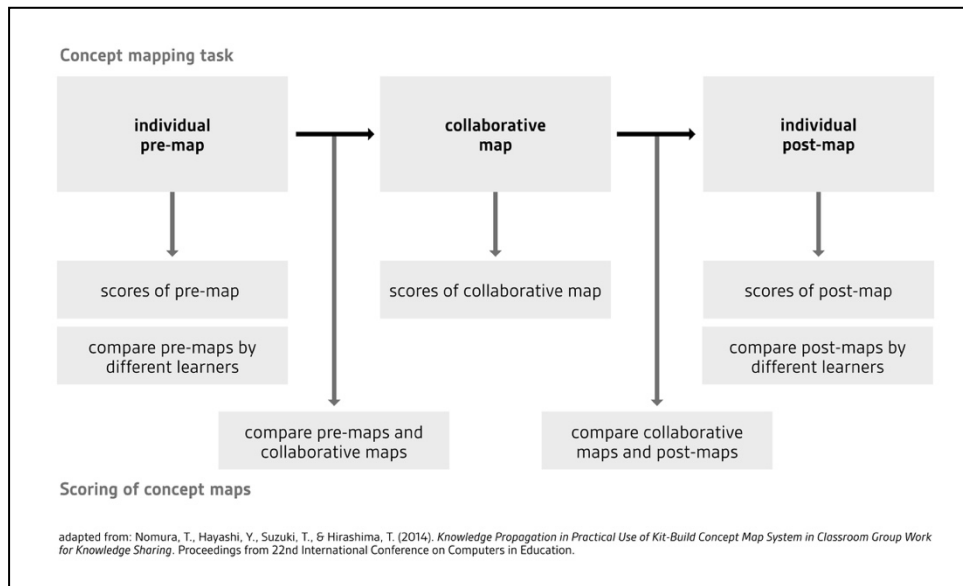 Concept mapping task
individual
pre-map
collaborative
map
individual
post-map
scores of pre-map
scores of collaborative map
scores of post-map
compare pre-maps by
different learners
compare post-maps by
different learners
compare pre-maps and
collaborative maps
compare collaborative
maps and post-maps
Scoring of concept maps
adapted from: Nomura, T., Hayashi, Y., Suzuki, T., & Hirashima, T. (2014). Knowledge Propagation in Practical Use of Kit-Build Concept Map System in Classroom Group Work
for Knowledge Sharing. Proceedings from 22nd International Conference on Computers in Education.